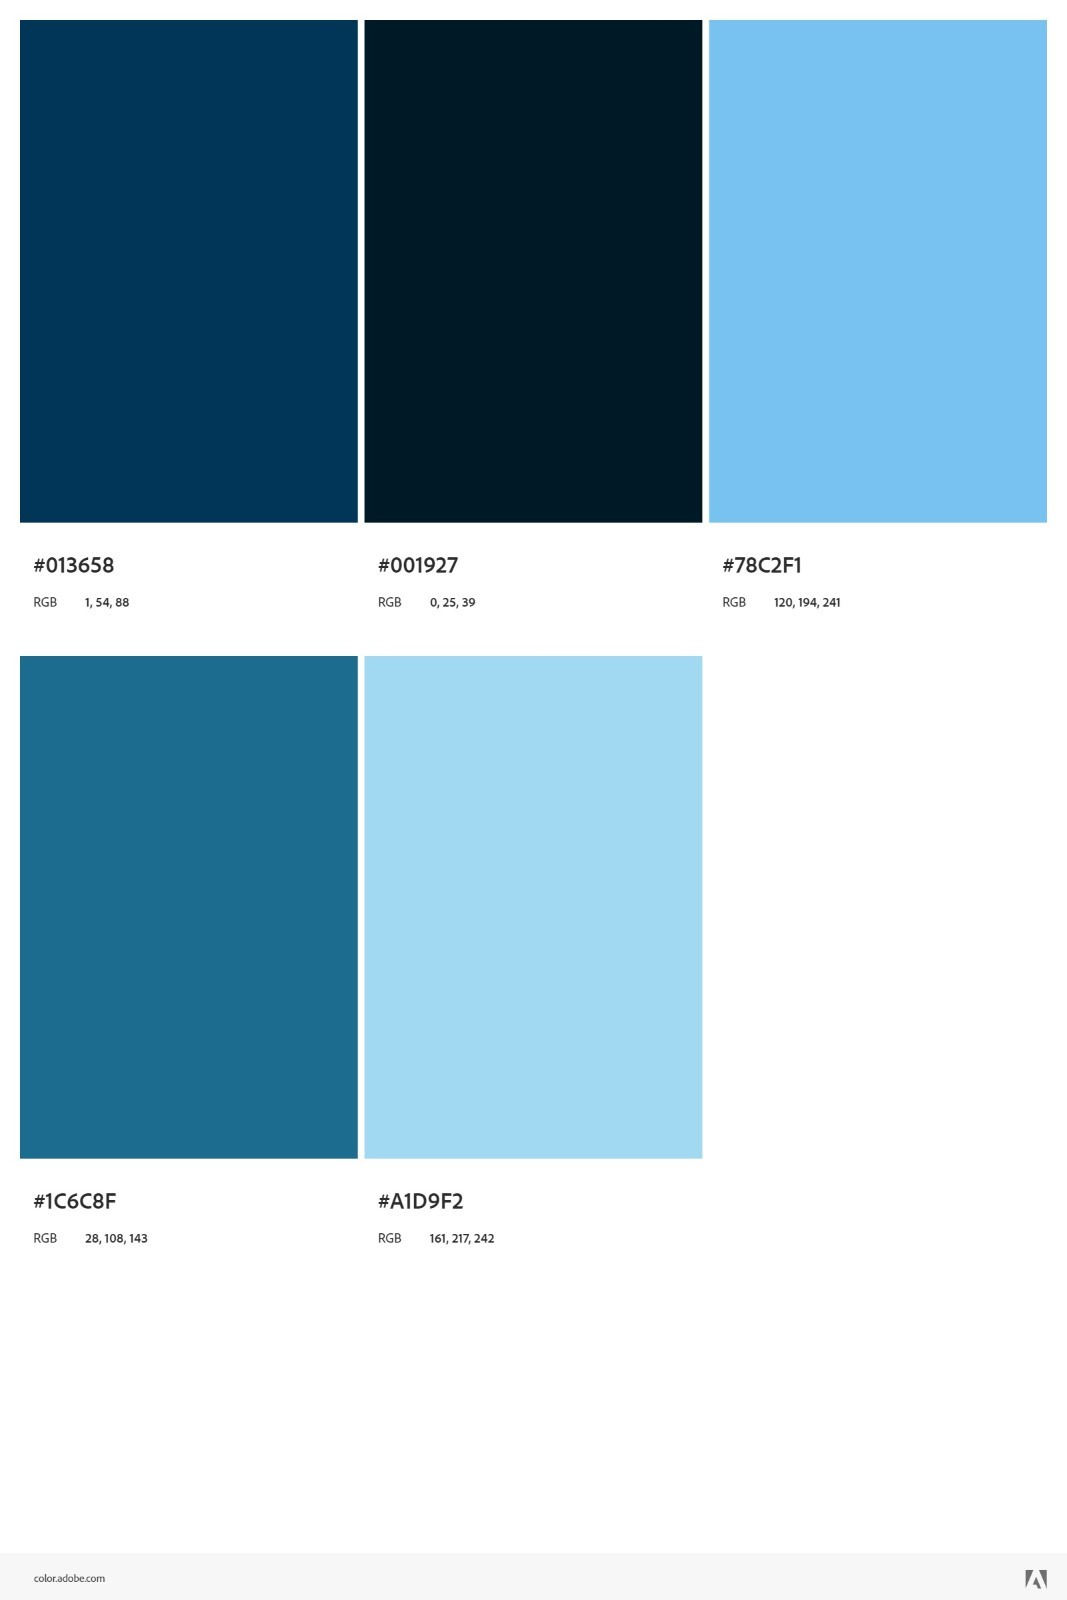 #013658
RGB 1, 54, 88
#001927
RGB 0, 25, 39
#78C2F1
RGB 120, 194, 241
#1C6C8F
RGB 28, 108, 143
#A1D9F2
RGB 161, 217, 242
color.adobe.com